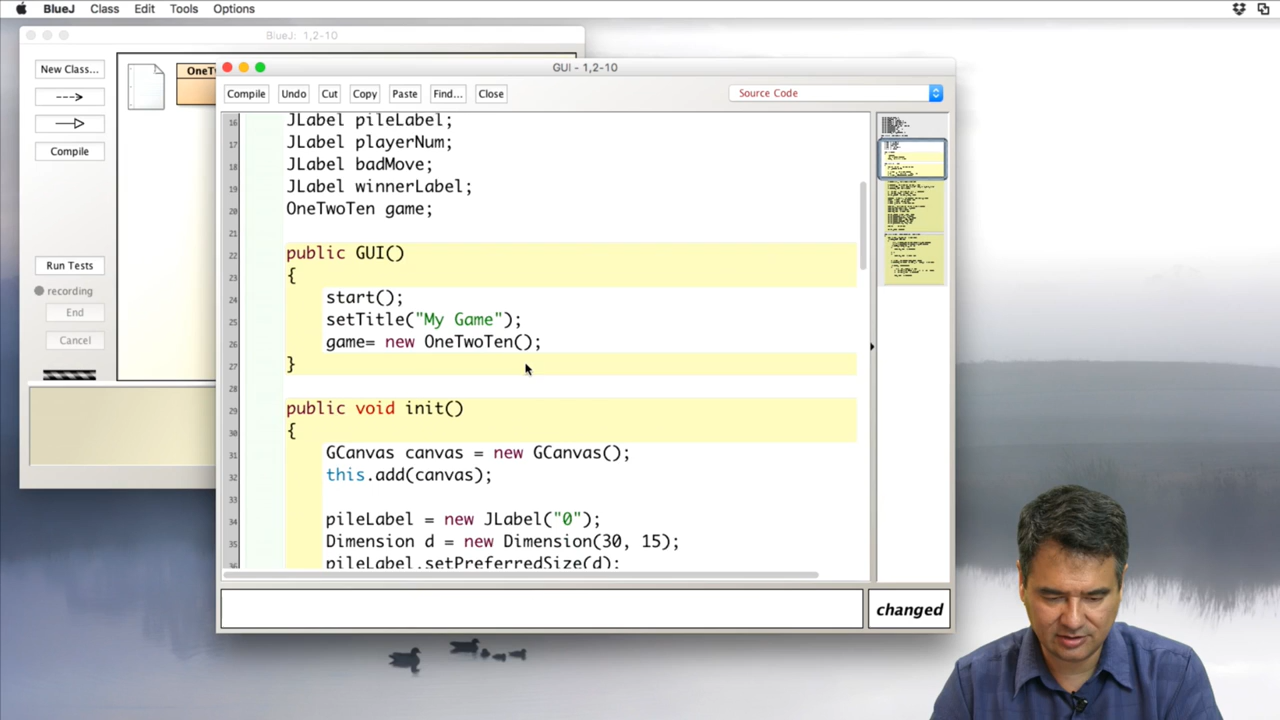 BlueJ Class Edit Tools Options
BlueJ: 1,2-10
New Class...
Compile
Run Tests
recording
End
Cancel
OneTw
GUI - 1,2-10
Compile Undo Cut Copy Paste Find... Close Source Code
16 JLabel pileLabel;
17 JLabel playerNum;
18 JLabel badMove;
19 JLabel winnerLabel;
20 OneTwoTen game;
21
22 public GUI()
23 {
24 start();
25 setTitle("My Game");
26 game= new OneTwoTen();
27 }
28
29 public void init()
30 {
31 GCanvas canvas = new GCanvas();
32 this.add(canvas);
33
34 pileLabel = new JLabel("0");
35 Dimension d = new Dimension(30, 15);
36 pileLabel.setPreferredSize(d);
changed